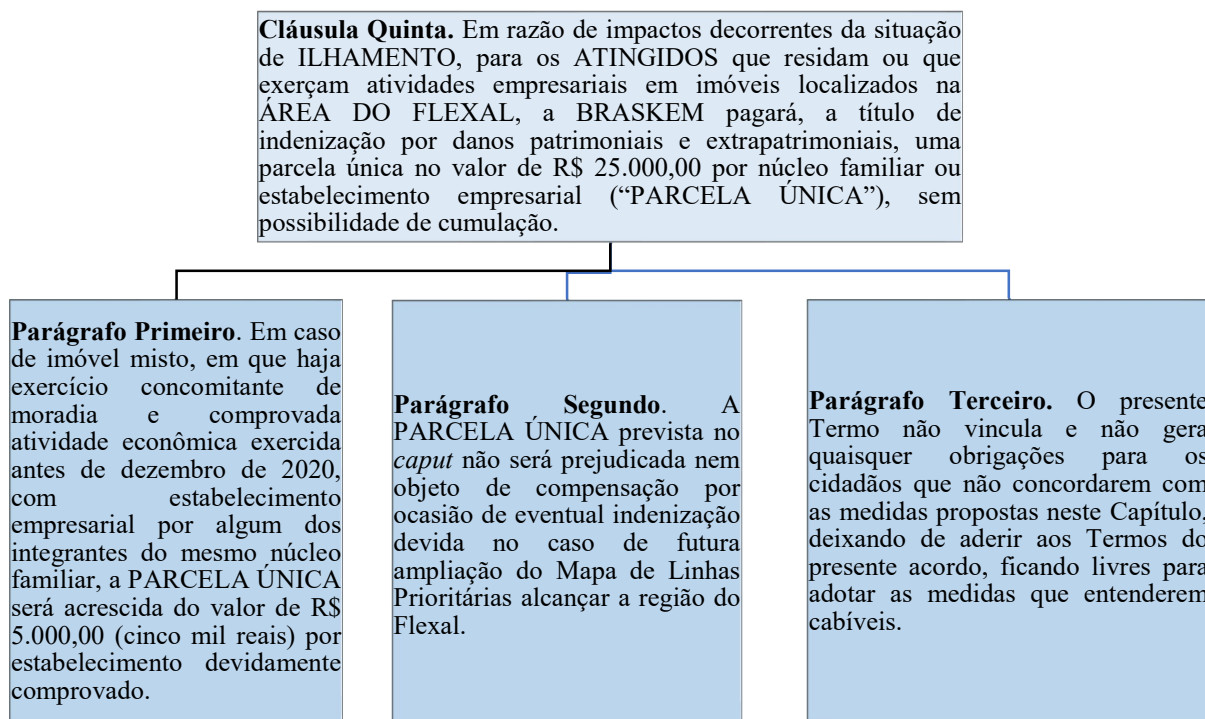 Cláusula Quinta. Em razão de impactos decorrentes da situação
de ILHAMENTO, para os ATINGIDOS que residam ou que
exerçam atividades empresariais em imóveis localizados na
ÁREA DO FLEXAL, a BRASKEM pagará, a título de
indenização por danos patrimoniais e extrapatrimoniais, uma
parcela única no valor de R$ 25.000,00 por núcleo familiar ou
estabelecimento empresarial (“PARCELA ÚNICA”), sem
possibilidade de cumulação.
Parágrafo Primeiro. Em caso
de imóvel misto, em que haja
exercício concomitante de
moradia e comprovada
atividade econômica exercida
antes de dezembro de 2020,
com estabelecimento
empresarial por algum dos
integrantes do mesmo núcleo
familiar, a PARCELA ÚNICA
será acrescida do valor de R$
5.000,00 (cinco mil reais) por
estabelecimento devidamente
comprovado.
Parágrafo Segundo. A
PARCELA ÚNICA prevista no
caput não será prejudicada nem
objeto de compensação por
ocasião de eventual indenização
devida no caso de futura
ampliação do Mapa de Linhas
Prioritárias alcançar a região do
Flexal.
Parágrafo Terceiro. O presente
Termo não vincula e não gera
quaisquer obrigações para os
cidadãos que não concordarem com
as medidas propostas neste Capítulo,
deixando de aderir aos Termos do
presente acordo, ficando livres para
adotar as medidas que entenderem
cabíveis.